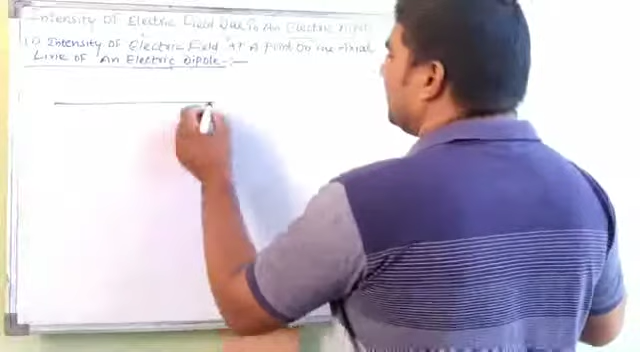 Intensity Of Electric Field Due To An Electric Dipole
(i) Intensity Of Electric Field At A Point On The Axial
Line Of An Electric Dipole:-